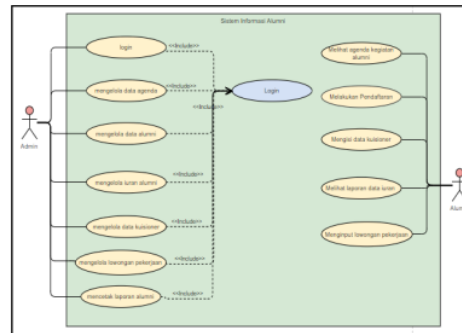 Sistem Informasi Alumni
login
<<Include>>
mengelola data agenda
<<Include>>
mengelola data alumni
<<Include>>
mengelola iuran alumni
<<Include>>
mengelola data kuisioner
<<Include>>
mengelola lowongan pekerjaan
<<Include>>
mencetak laporan alumni
<<Include>>
Login
Melihat agenda kegiatan
alumni
Melakukan Pendaftaran
Mengisi data kuisioner
Melihat laporan data iuran
Menginput lowongan pekerjaan
Admin